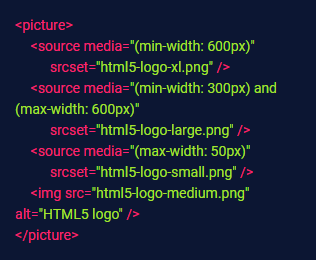 <picture>
<source media="(min-width: 600px)"
srcset="html5-logo-xl.png" />
<source media="(min-width: 300px) and
(max-width: 600px)"
srcset="html5-logo-large.png" />
<source media="(max-width: 50px)"
srcset="html5-logo-small.png" />
<img src="html5-logo-medium.png"
alt="HTML5 logo" />
</picture>